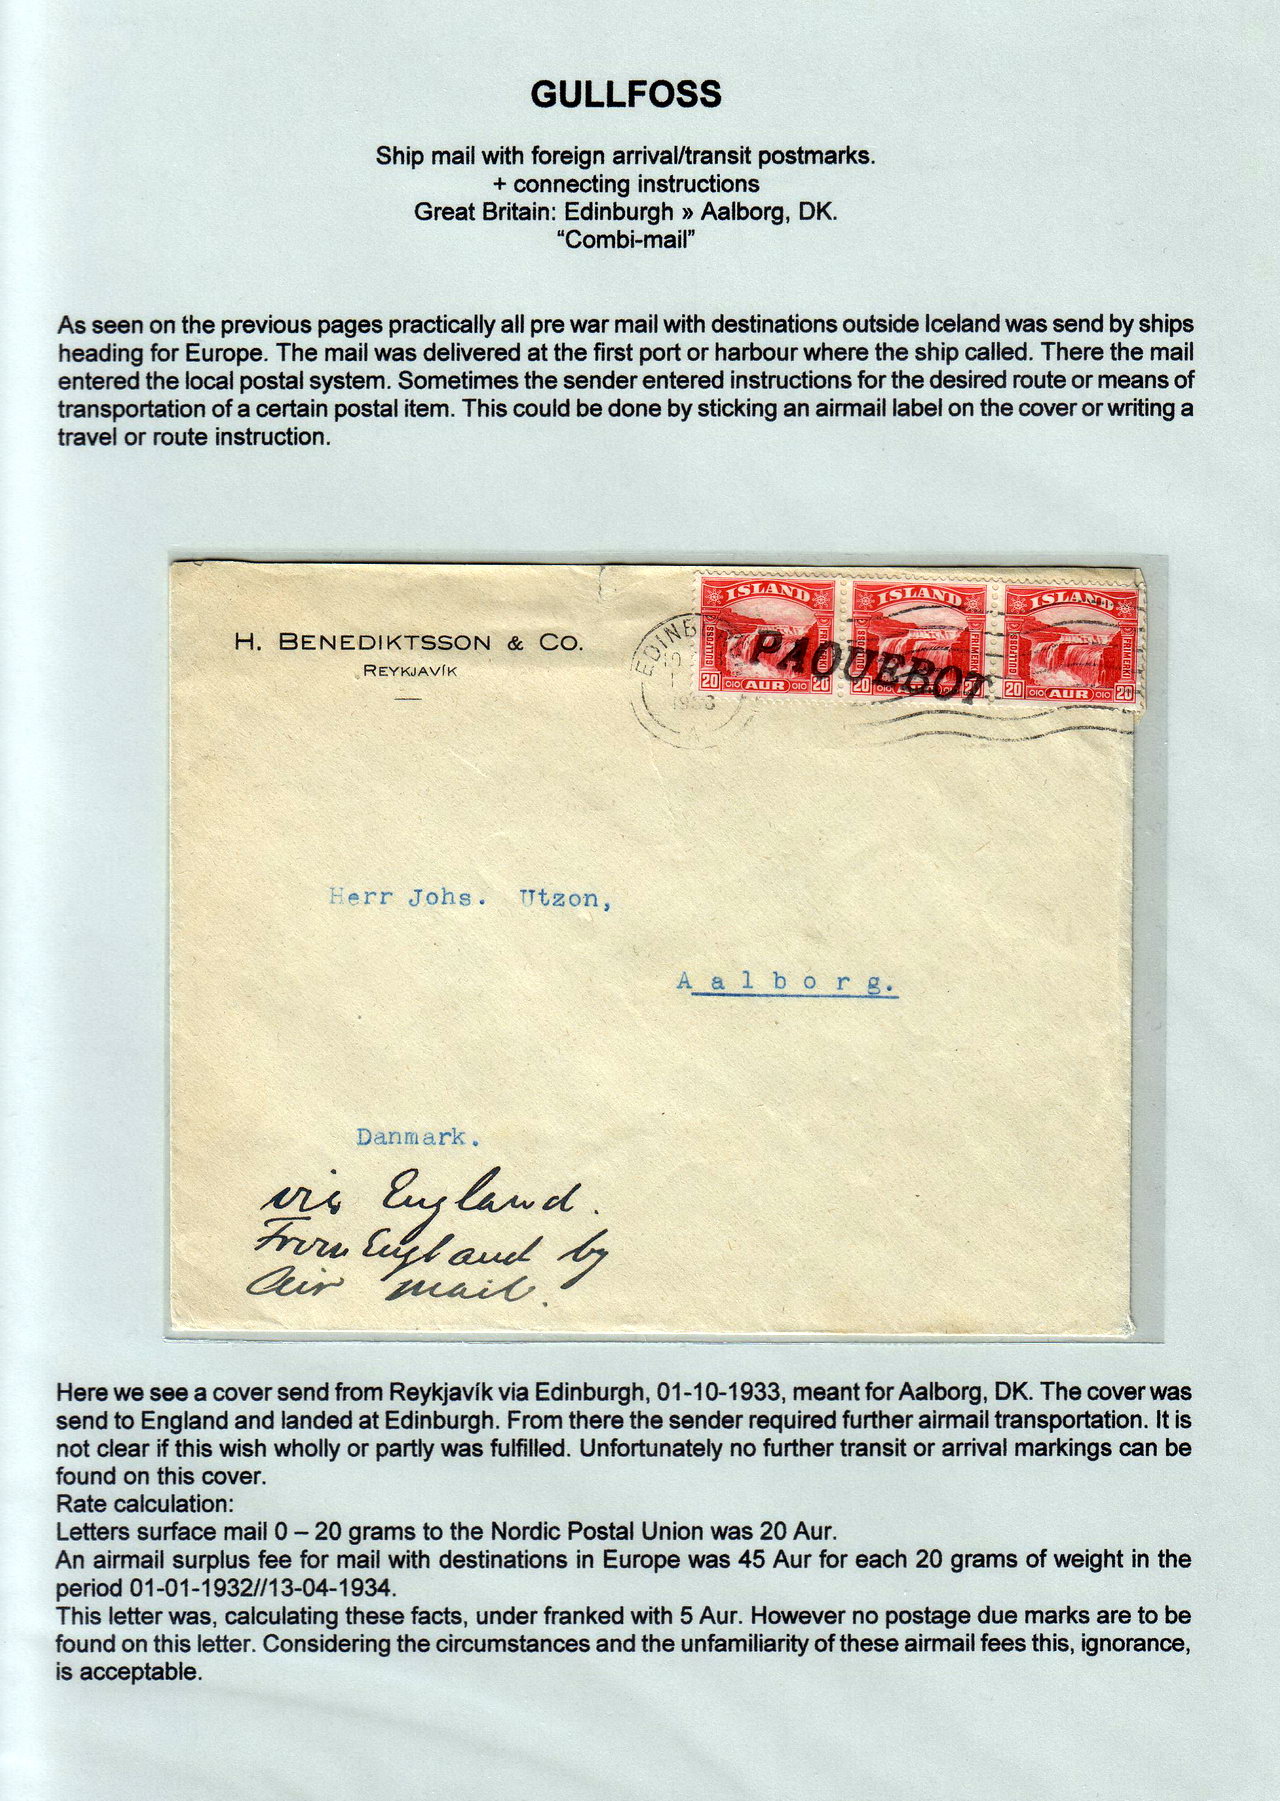 GULLFOSS
Ship mail with foreign arrival/transit postmarks.
+ connecting instructions
Great Britain: Edinburgh » Aalborg, DK.
“Combi-mail”
As seen on the previous pages practically all pre war mail with destinations outside Iceland was send by ships
heading for Europe. The mail was delivered at the first port or harbour where the ship called. There the mail
entered the local postal system. Sometimes the sender entered instructions for the desired route or means of
transportation of a certain postal item. This could be done by sticking an airmail label on the cover or writing a
travel or route instruction.
H. BENEDIKTSSON & CO.
REYKJAVÍK
ISLAND ISLAND ISLAND
GULLFOSS FRIMERKI GULLFOSS FRIMERKI GULLFOSS FRIMERKI
20 AUR 20 20 20 20 AUR 20
PAQUEBOT
1933
A
Herr Johs. Utzon,
Aalborg.
Danmark.
via England.
From England by
Air mail.
Here we see a cover send from Reykjavík via Edinburgh, 01-10-1933, meant for Aalborg, DK. The cover was
send to England and landed at Edinburgh. From there the sender required further airmail transportation. It is
not clear if this wish wholly or partly was fulfilled. Unfortunately no further transit or arrival markings can be
found on this cover.
Rate calculation:
Letters surface mail 0 – 20 grams to the Nordic Postal Union was 20 Aur.
An airmail surplus fee for mail with destinations in Europe was 45 Aur for each 20 grams of weight in the
period 01-01-1932//13-04-1934.
This letter was, calculating these facts, under franked with 5 Aur. However no postage due marks are to be
found on this letter. Considering the circumstances and the unfamiliarity of these airmail fees this, ignorance,
is acceptable.